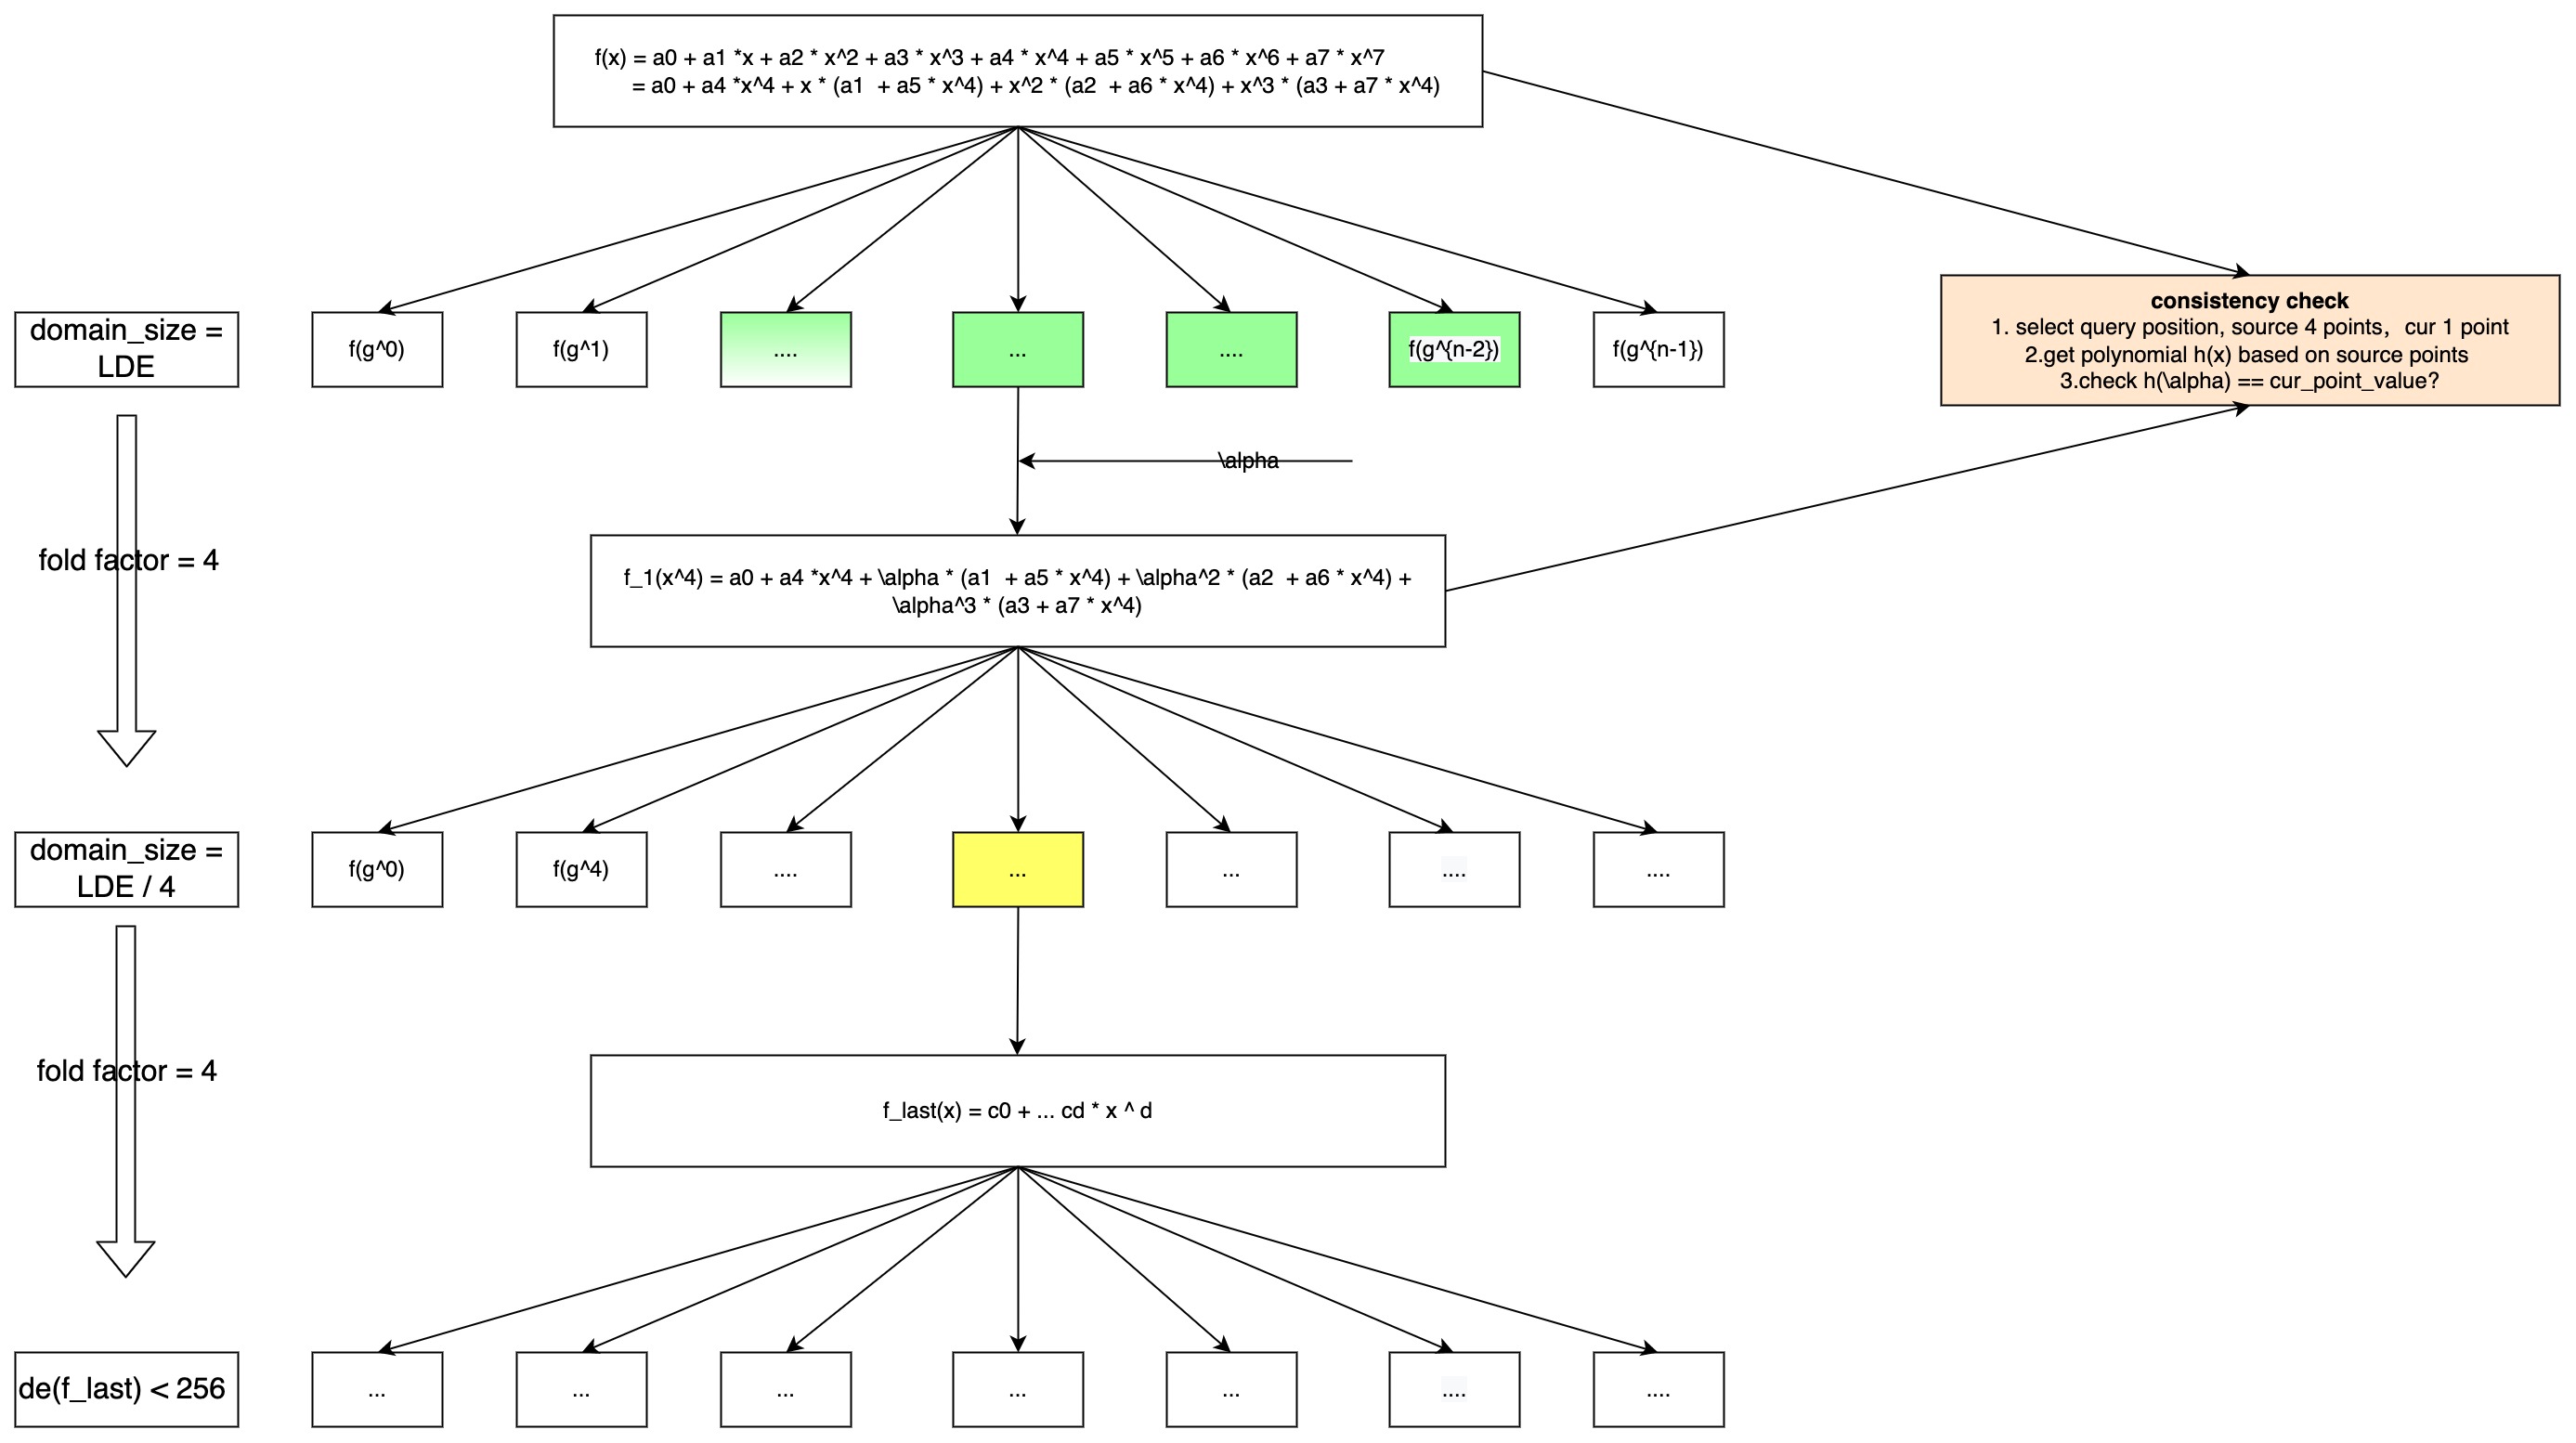 f(x) = a0 + a1 *x + a2 * x^2 + a3 * x^3 + a4 * x^4 + a5 * x^5 + a6 * x^6 + a7 * x^7
= a0 + a4 *x^4 + x * (a1 + a5 * x^4) + x^2 * (a2 + a6 * x^4) + x^3 * (a3 + a7 * x^4)
domain_size =
LDE
f(g^0)
f(g^1)
....
...
....
f(g^{n-2})
f(g^{n-1})
consistency check
1. select query position, source 4 points, cur 1 point
2.get polynomial h(x) based on source points
3.check h(\alpha) == cur_point_value?
\alpha
fold factor = 4
f_1(x^4) = a0 + a4 *x^4 + \alpha * (a1 + a5 * x^4) + \alpha^2 * (a2 + a6 * x^4) +
\alpha^3 * (a3 + a7 * x^4)
domain_size =
LDE / 4
f(g^0)
f(g^4)
....
...
...
....
....
fold factor = 4
f_last(x) = c0 + ... cd * x ^ d
de(f_last) < 256
...
...
...
...
...
....
....